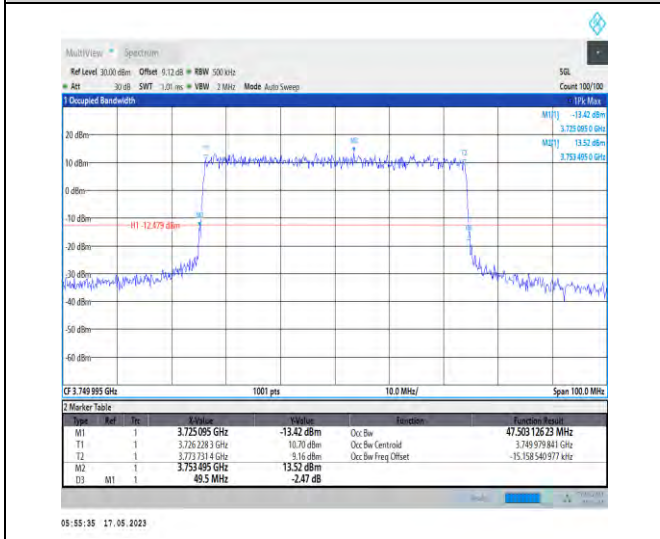 MultiView Spectrum
Ref Level 30.00 dBm Offset 9.12 dB RBW 500 kHz SGL
Att 30 dB SWT 1.01 ms VBW 2 MHz Mode Auto Sweep Count 100/100
1 Occupied Bandwidth 1Pk Max
M1[1] -13.42 dBm
3.725 095 0 GHz
M2[1] 13.52 dBm
3.753 495 0 GHz
20 dBm
10 dBm
0 dBm
-10 dBm
H1 -12.479 dBm
-20 dBm
-30 dBm
-40 dBm
-50 dBm
-60 dBm
M2
T1
T2
M1
CF 3.749 995 GHz 1001 pts 10.0 MHz/ Span 100.0 MHz
2 Marker Table
Type Ref Trc X-Value Y-Value Function Function Result
M1 1 3.725 095 GHz -13.42 dBm Occ Bw 47.503 126 23 MHz
T1 1 3.726 228 3 GHz 10.70 dBm Occ Bw Centroid 3.749 979 841 GHz
T2 1 3.773 731 4 GHz 9.16 dBm Occ Bw Freq Offset -15.158 540 977 kHz
M2 1 3.753 495 GHz 13.52 dBm
D3 M1 1 49.5 MHz -2.47 dB
05:55:35 17.05.2023